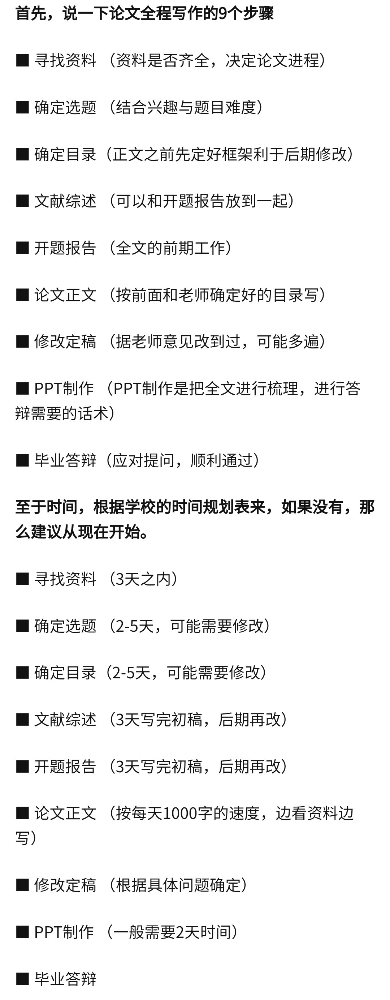 首先，说一下论文全程写作的9个步骤
■ 寻找资料 （资料是否齐全，决定论文进程）
■ 确定选题 （结合兴趣与题目难度）
■ 确定目录（正文之前先定好框架利于后期修改）
■ 文献综述 （可以和开题报告放到一起）
■ 开题报告 （全文的前期工作）
■ 论文正文 （按前面和老师确定好的目录写）
■ 修改定稿 （据老师意见改到过，可能多遍）
■ PPT制作 （PPT制作是把全文进行梳理，进行答
辩需要的话术）
■ 毕业答辩（应对提问，顺利通过）
至于时间，根据学校的时间规划表来，如果没有，那
么建议从现在开始。
■ 寻找资料 （3天之内）
■ 确定选题 （2-5天，可能需要修改）
■ 确定目录（2-5天，可能需要修改）
■ 文献综述 （3天写完初稿，后期再改）
■ 开题报告 （3天写完初稿，后期再改）
■ 论文正文 （按每天1000字的速度，边看资料边
写）
■ 修改定稿 （根据具体问题确定）
■ PPT制作 （一般需要2天时间）
■ 毕业答辩